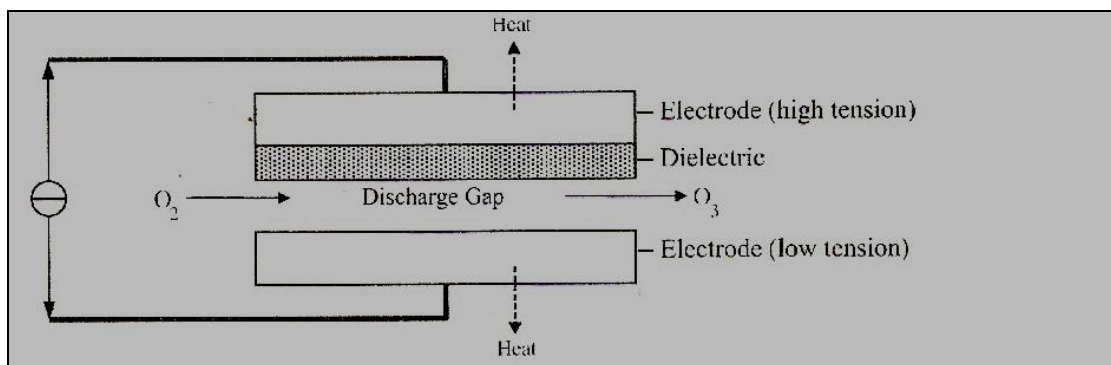 Heat
Electrode (high tension)
Dielectric
O₂ Discharge Gap O₃
Electrode (low tension)
Heat